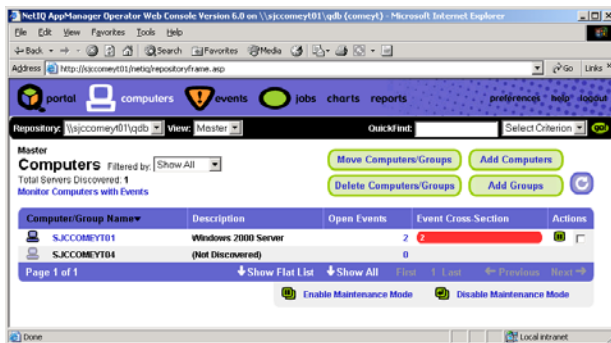 NetIQ AppManager Operator Web Console Version 6.0 on \\sjccomeyt01\qdb (comeyt) - Microsoft Internet Explorer
File Edit View Favorites Tools Help
Back Search Favorites Media
Address http://sjccomeyt01/netiq/repositoryframe.asp Go Links
portal computers events jobs charts reports preferences help logout
Repository: \\sjccomeyt01\qdb View: Master QuickFind: Select Criterion go
Master
Computers Filtered by: Show All
Total Servers Discovered: 1
Monitor Computers with Events
Move Computers/Groups Add Computers
Delete Computers/Groups Add Groups
Computer/Group Name Description Open Events Event Cross-Section Actions
SJCCOMEYT01 Windows 2000 Server 2 2
SJCCOMEYT04 (Not Discovered) 0
Page 1 of 1 Show Flat List Show All First 1 Last Previous Next
Enable Maintenance Mode Disable Maintenance Mode
Done Local intranet